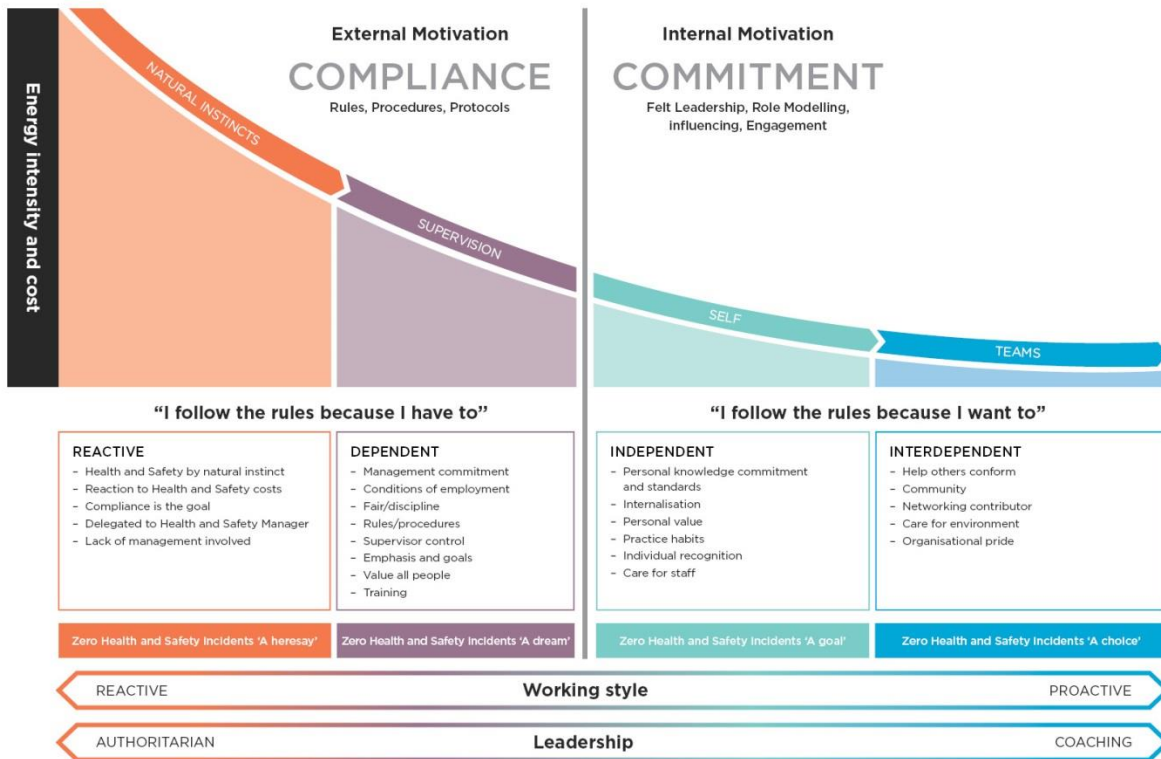 Energy intensity and cost
External Motivation
COMPLIANCE
Rules, Procedures, Protocols
Internal Motivation
COMMITMENT
Felt Leadership, Role Modelling,
influencing, Engagement
NATURAL INSTINCTS
SUPERVISION
SELF
TEAMS
“I follow the rules because I have to”
“I follow the rules because I want to”
REACTIVE
– Health and Safety by natural instinct
– Reaction to Health and Safety costs
– Compliance is the goal
– Delegated to Health and Safety Manager
– Lack of management involved
DEPENDENT
– Management commitment
– Conditions of employment
– Fair/discipline
– Rules/procedures
– Supervisor control
– Emphasis and goals
– Value all people
– Training
INDEPENDENT
– Personal knowledge commitment
and standards
– Internalisation
– Personal value
– Practice habits
– Individual recognition
– Care for staff
INTERDEPENDENT
– Help others conform
– Community
– Networking contributor
– Care for environment
– Organisational pride
Zero Health and Safety Incidents ‘A heresay’
Zero Health and Safety Incidents ‘A dream’
Zero Health and Safety Incidents ‘A goal’
Zero Health and Safety Incidents ‘A choice’
REACTIVE
Working style
PROACTIVE
AUTHORITARIAN
Leadership
COACHING